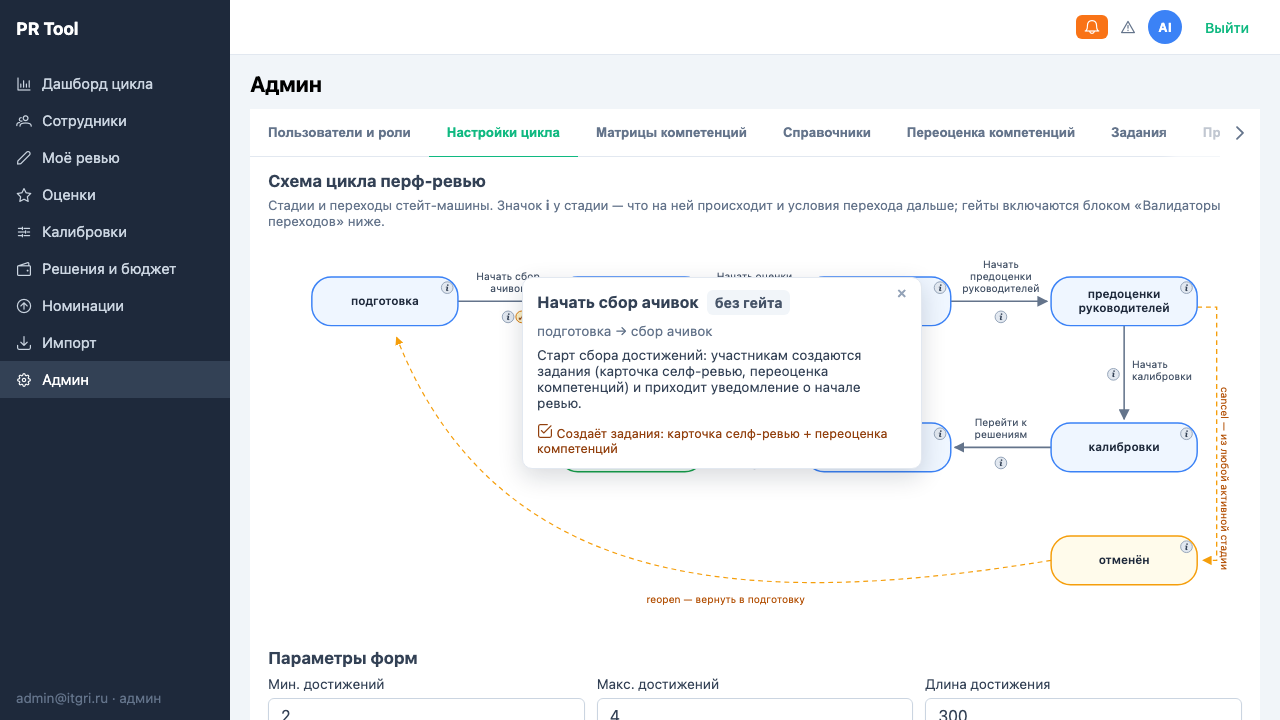 PR Tool
Дашборд цикла
Сотрудники
Моё ревью
Оценки
Калибровки
Решения и бюджет
Номинации
Импорт
Админ
admin@itgri.ru · админ
AI
Выйти
Админ
Пользователи и роли
Настройки цикла
Матрицы компетенций
Справочники
Переоценка компетенций
Задания
Пр
Схема цикла перф-ревью
Стадии и переходы стейт-машины. Значок i у стадии — что на ней происходит и условия перехода дальше; гейты включаются блоком «Валидаторы
переходов» ниже.
подготовка
Начать сбор
ачивок
Начать оценки
Начать
предоценки
руководителей
предоценки
руководителей
Начать сбор ачивок
без гейта
×
подготовка → сбор ачивок
Старт сбора достижений: участникам создаются
задания (карточка селф-ревью, переоценка
компетенций) и приходит уведомление о начале
ревью.
Создаёт задания: карточка селф-ревью + переоценка
компетенций
Начать
калибровки
Перейти к
решениям
калибровки
cancel — из любой активной стадии
отменён
reopen — вернуть в подготовку
Параметры форм
Мин. достижений
Макс. достижений
Длина достижения
2
4
300